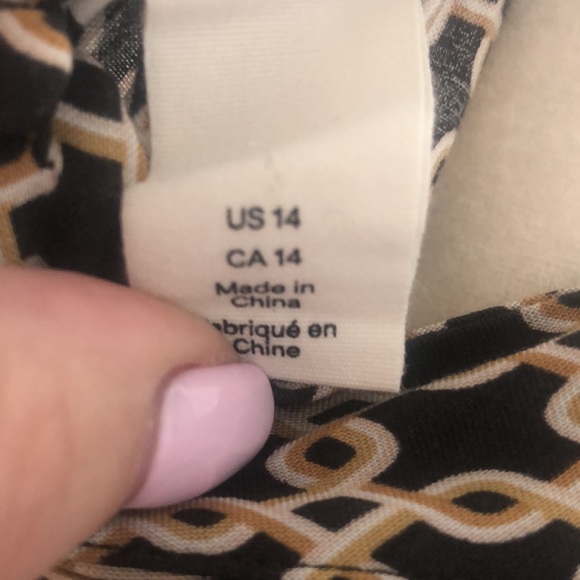 US 14
CA 14
Made in
China
abriqué en
Chine